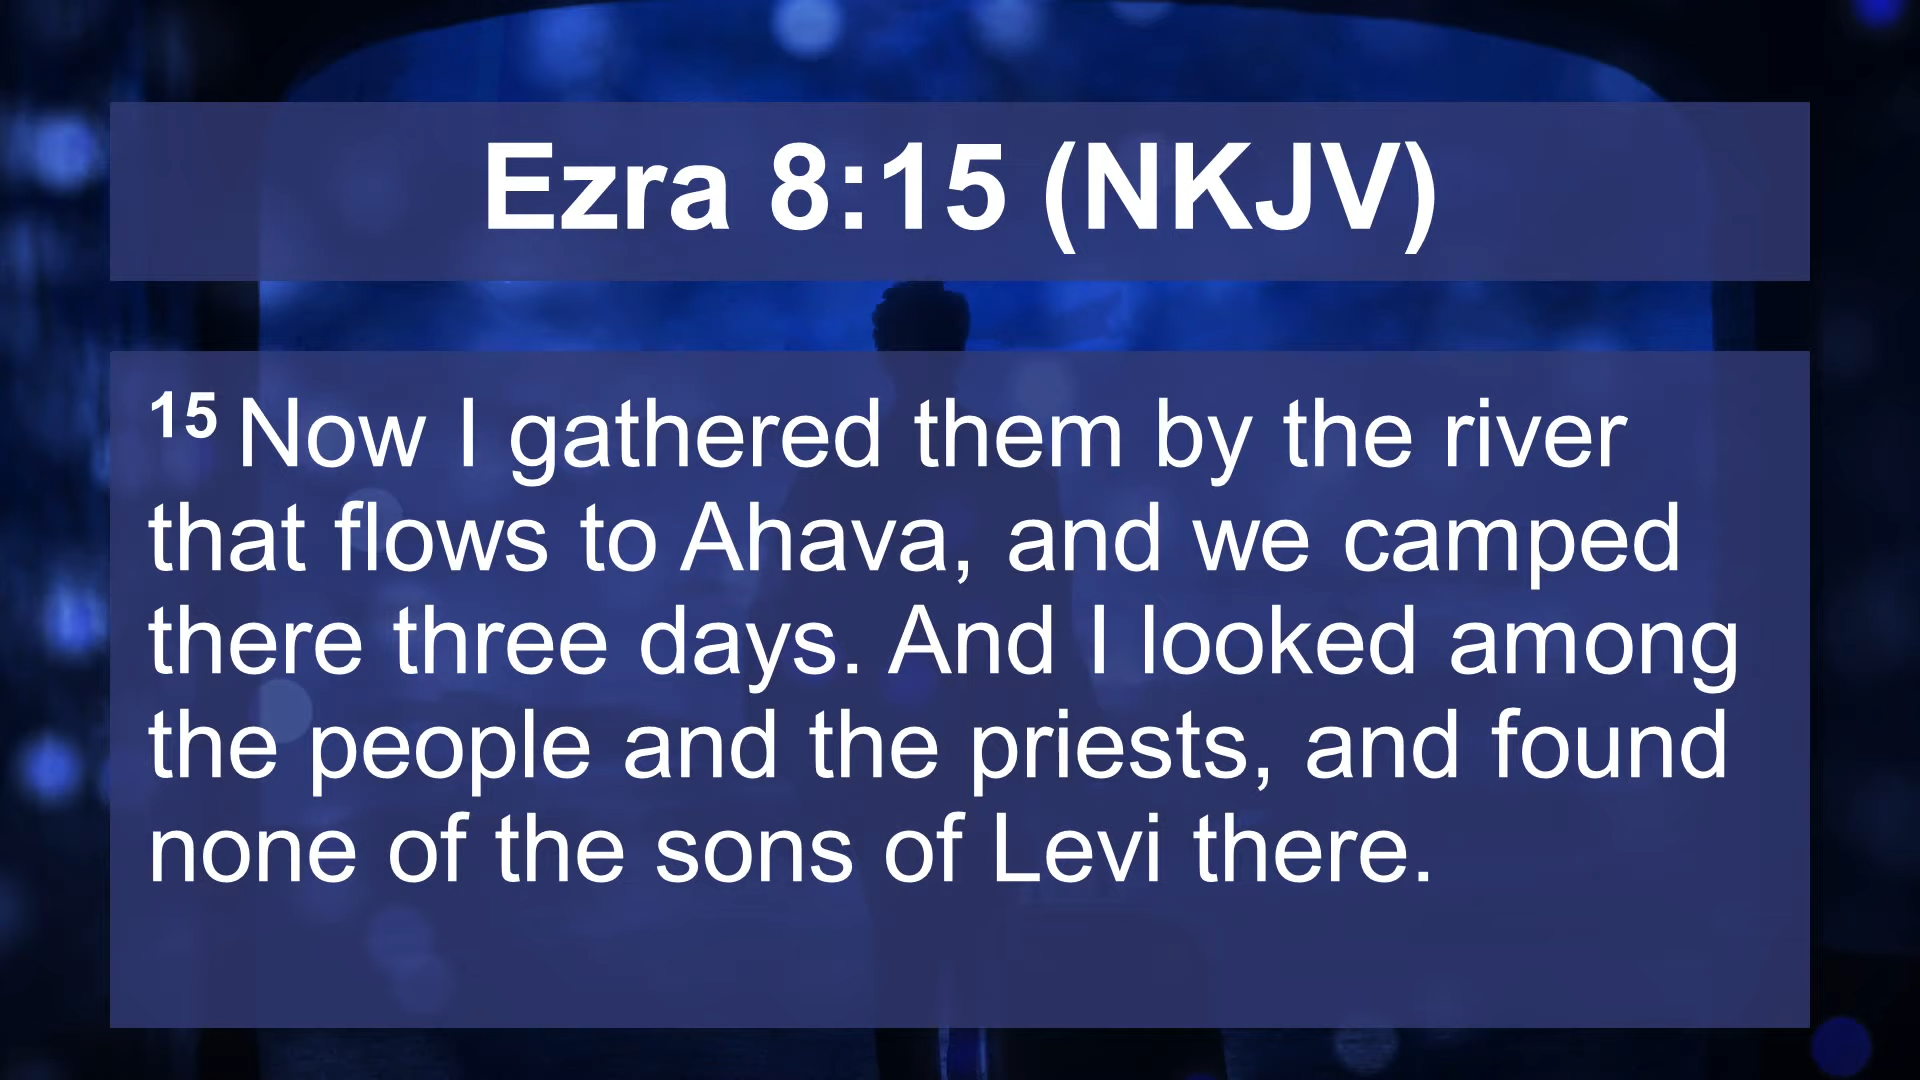 Ezra 8:15 (NKJV)
15 Now I gathered them by the river
that flows to Ahava, and we camped
there three days. And I looked among
the people and the priests, and found
none of the sons of Levi there.